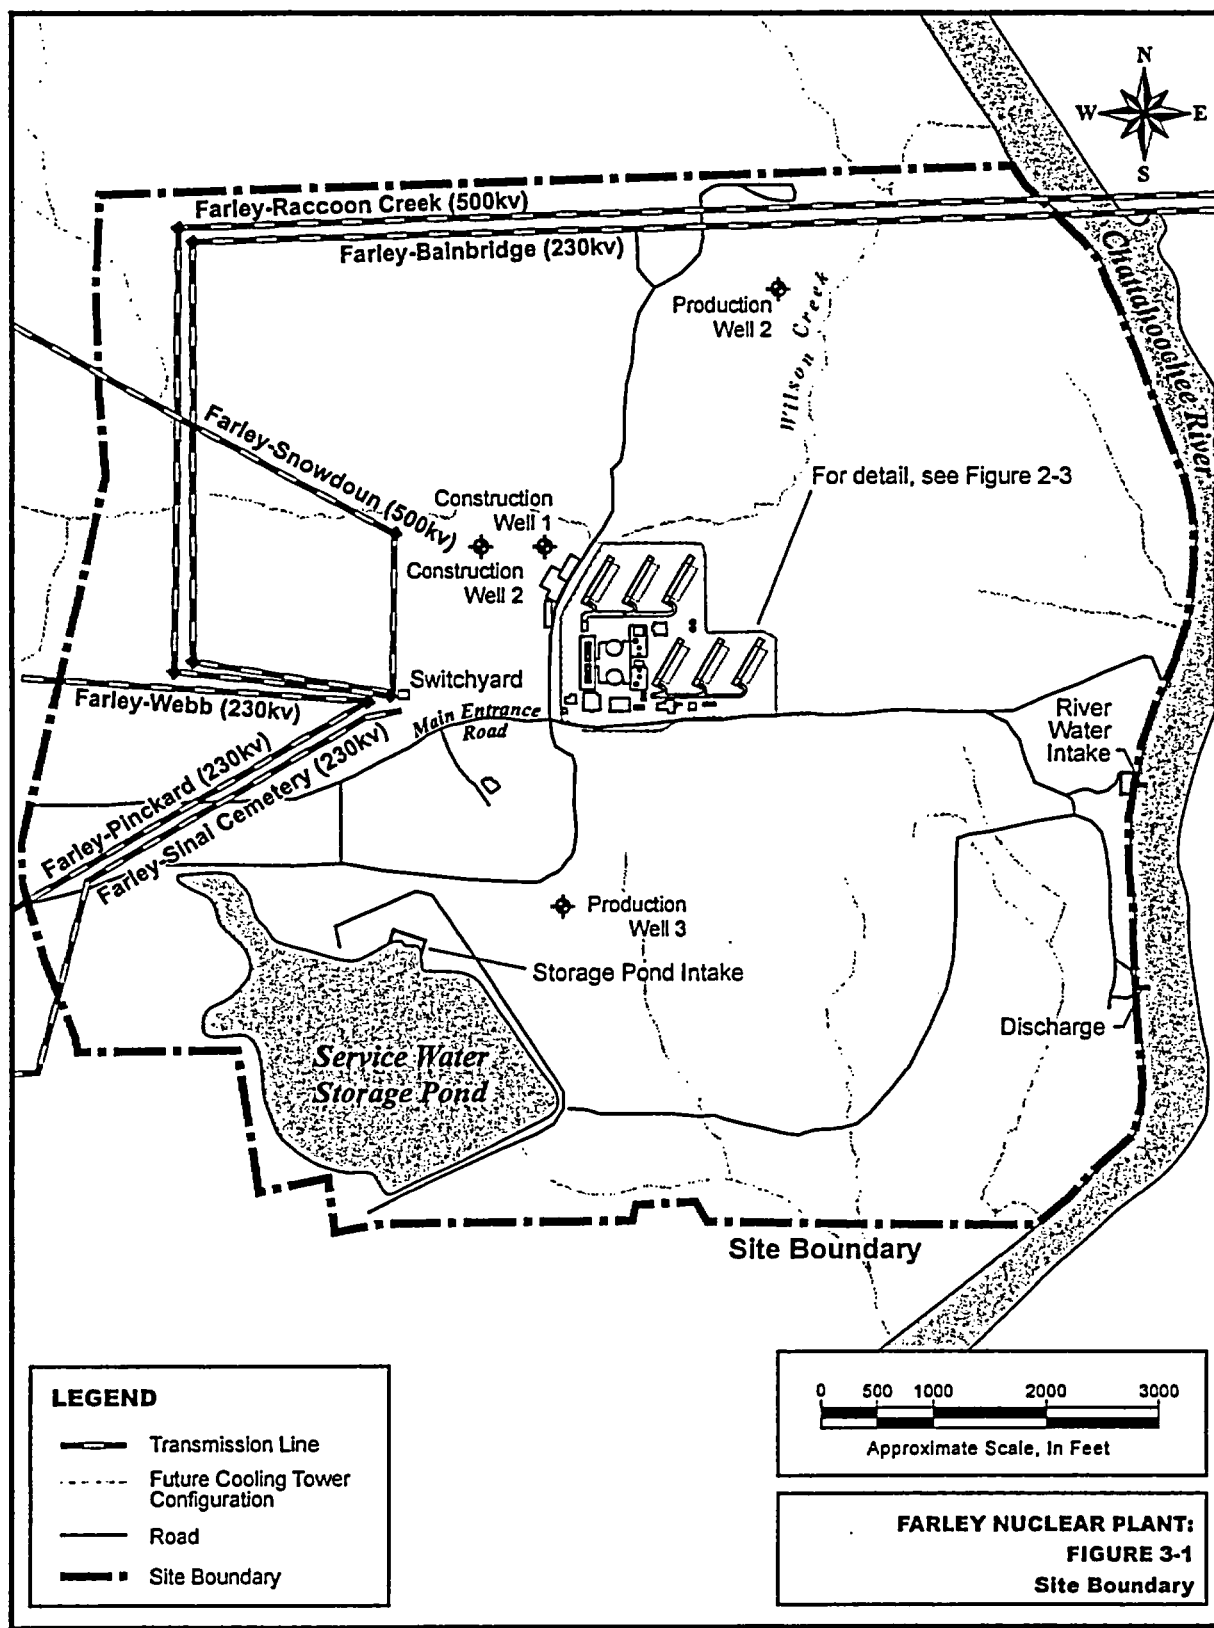 N
W E
S
Farley-Raccoon Creek (500kv)
Farley-Bainbridge (230kv)
Chattahoochee River
Production
Well 2
Wilson Creek
Farley-Snowdoun (500kv)
For detail, see Figure 2-3
Construction
Well 1
Construction
Well 2
Switchyard
Farley-Webb (230kv)
Main Entrance
Road
River
Water
Intake
Farley-Pinckard (230kv)
Farley-Sinai Cemetery (230kv)
Production
Well 3
Storage Pond Intake
Discharge
Service Water
Storage Pond
Site Boundary
LEGEND
Transmission Line
Future Cooling Tower
Configuration
Road
Site Boundary
0 500 1000 2000 3000
Approximate Scale, In Feet
FARLEY NUCLEAR PLANT:
FIGURE 3-1
Site Boundary